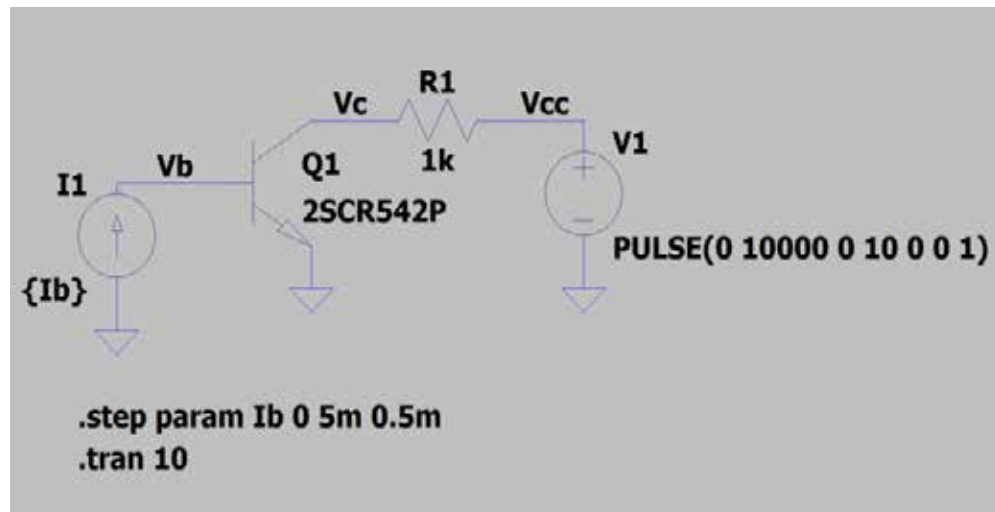 R1
Vc
Vcc
V1
Vb
Q1
1k
I1
2SCR542P
PULSE(0 10000 0 10 0 0 1)
{Ib}
.step param Ib 0 5m 0.5m
.tran 10